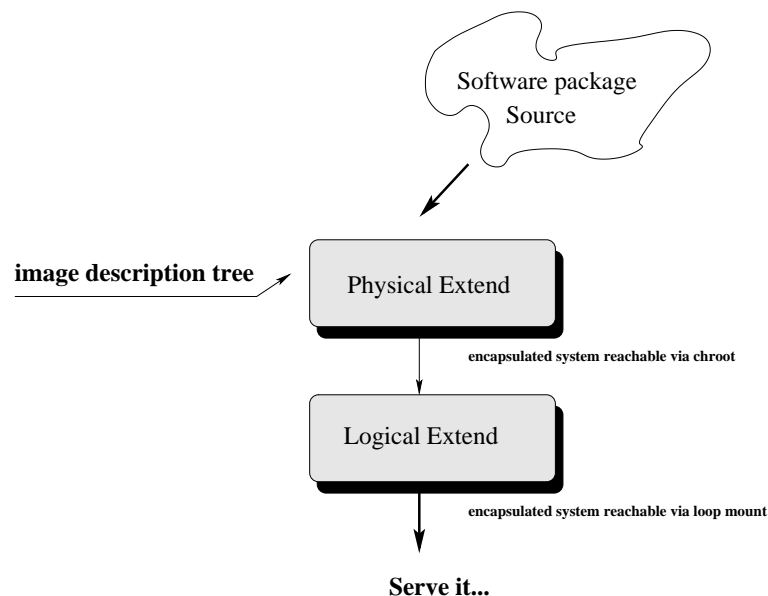 Software package
Source
image description tree
Physical Extend
encapsulated system reachable via chroot
Logical Extend
encapsulated system reachable via loop mount
Serve it...